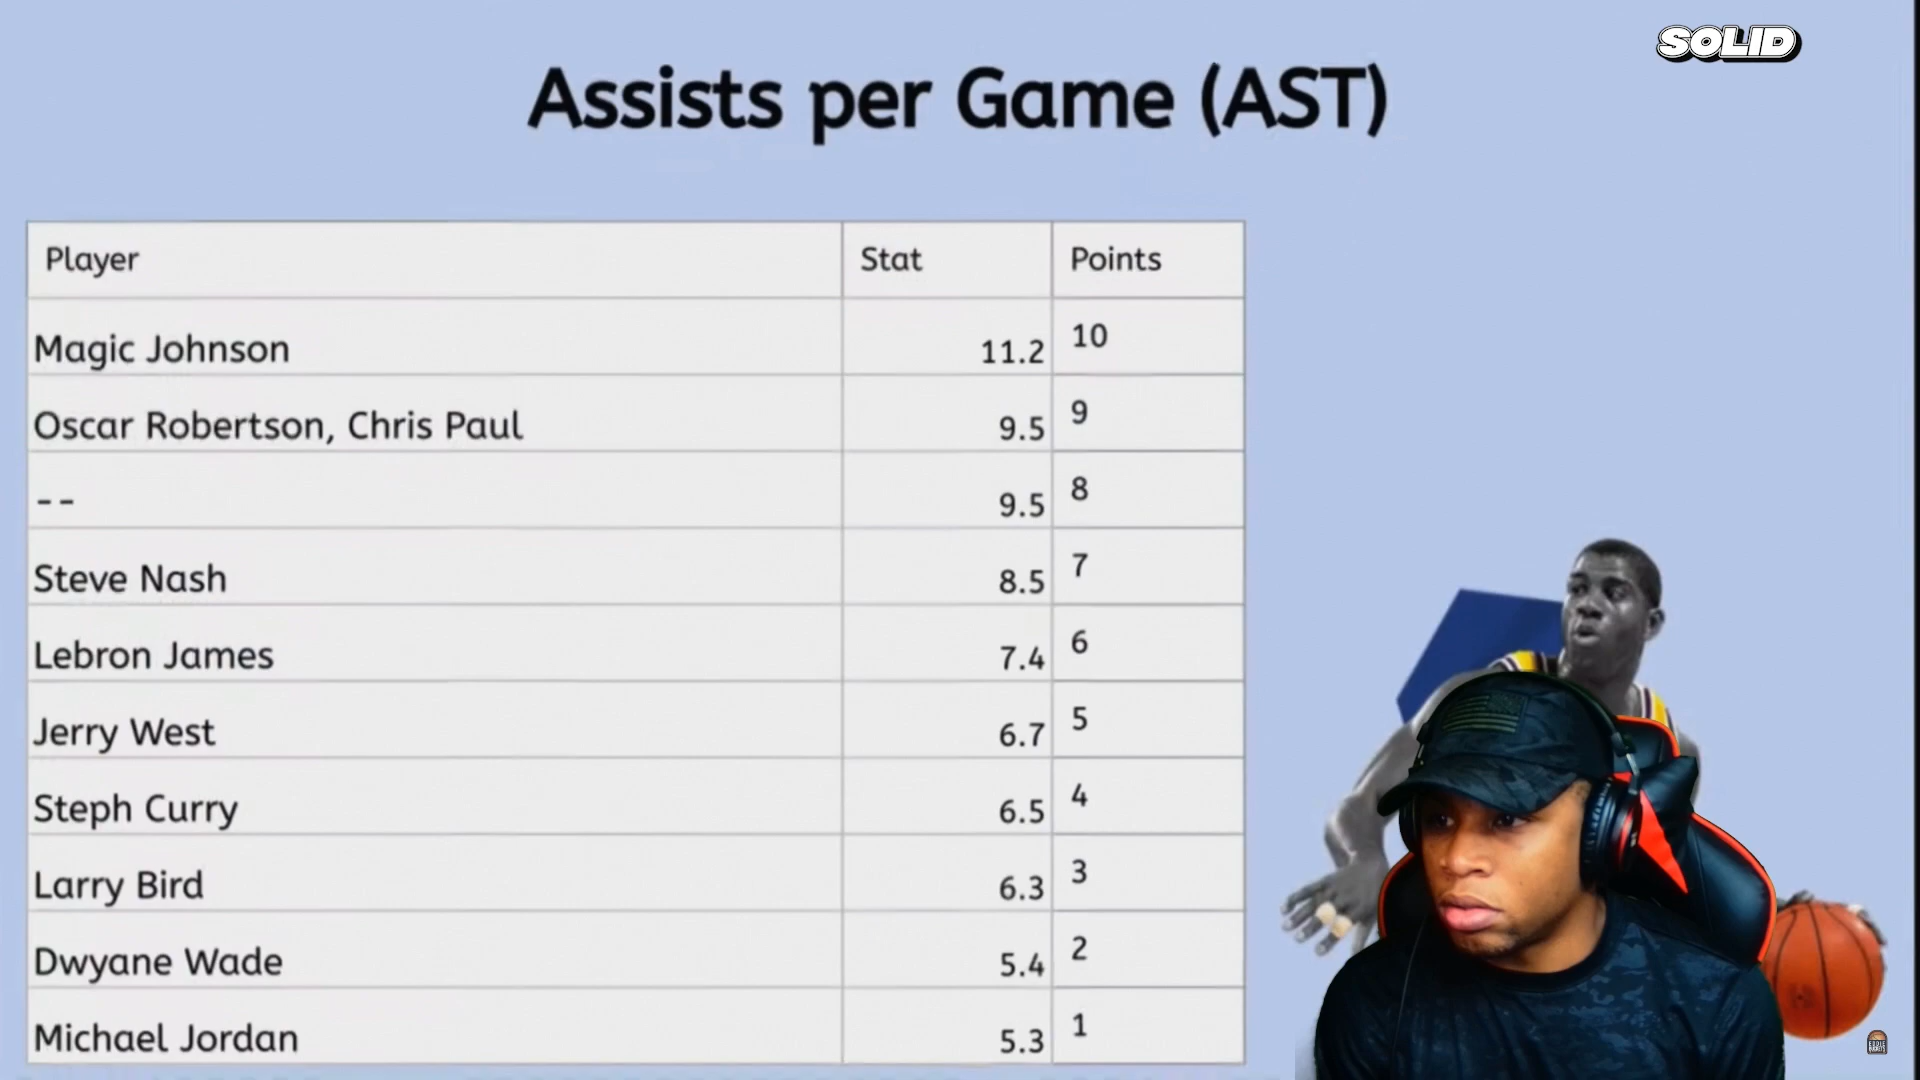 SOLID
Assists per Game (AST)
Player Stat Points
Magic Johnson 11.2 10
Oscar Robertson, Chris Paul 9.5 9
-- 9.5 8
Steve Nash 8.5 7
Lebron James 7.4 6
Jerry West 6.7 5
Steph Curry 6.5 4
Larry Bird 6.3 3
Dwyane Wade 5.4 2
Michael Jordan 5.3 1